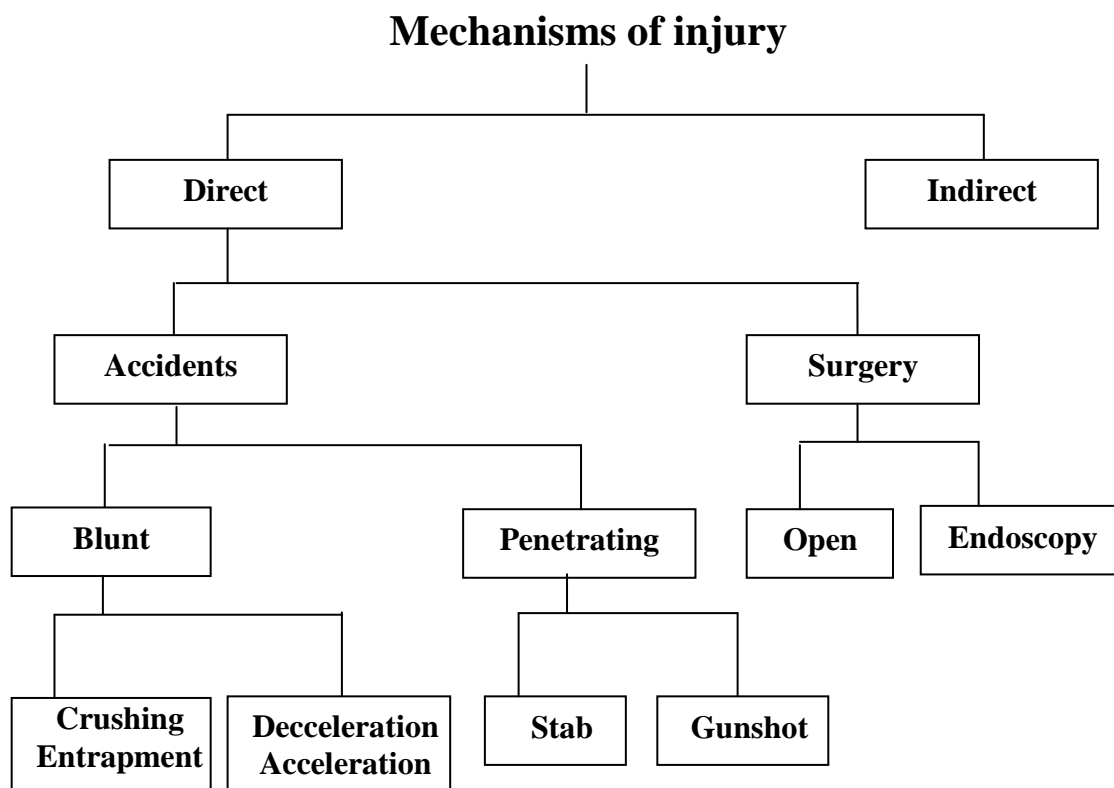 Mechanisms of injury
Direct
Indirect
Accidents
Surgery
Blunt
Penetrating
Open
Endoscopy
Crushing
Entrapment
Decceleration
Acceleration
Stab
Gunshot